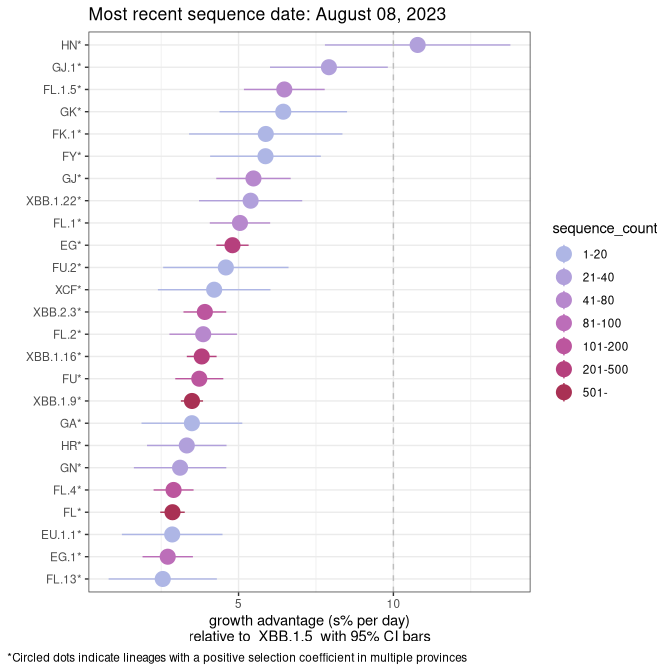 Most recent sequence date: August 08, 2023
HN*
GJ.1*
FL.1.5*
GK*
FK.1*
FY*
GJ*
XBB.1.22*
FL.1*
EG*
FU.2*
XCF*
XBB.2.3*
FL.2*
XBB.1.16*
FU*
XBB.1.9*
GA*
HR*
GN*
FL.4*
FL*
EU.1.1*
EG.1*
FL.13*
5 10
growth advantage (s% per day)
relative to XBB.1.5 with 95% CI bars
*Circled dots indicate lineages with a positive selection coefficient in multiple provinces
sequence_count
1-20
21-40
41-80
81-100
101-200
201-500
501-